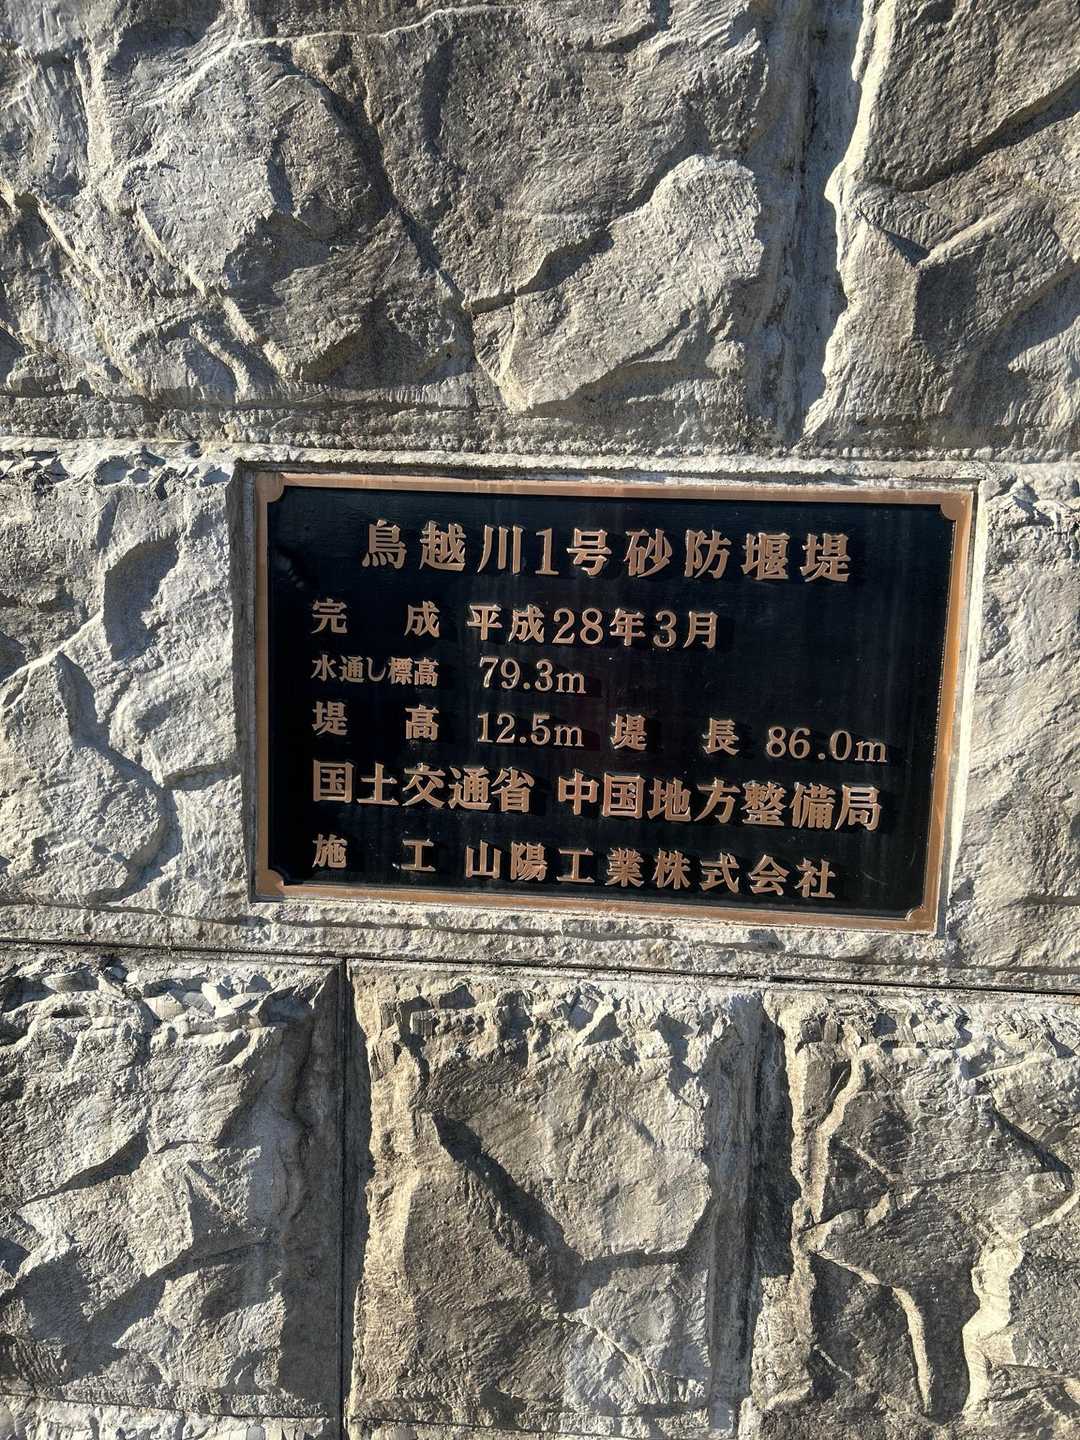 鳥越川1号砂防堰堤
完 成 平成28年3月
水通し標高 79.3m
堤 高 12.5m 堤 長 86.0m
国土交通省 中国地方整備局
施 工 山陽工業株式会社